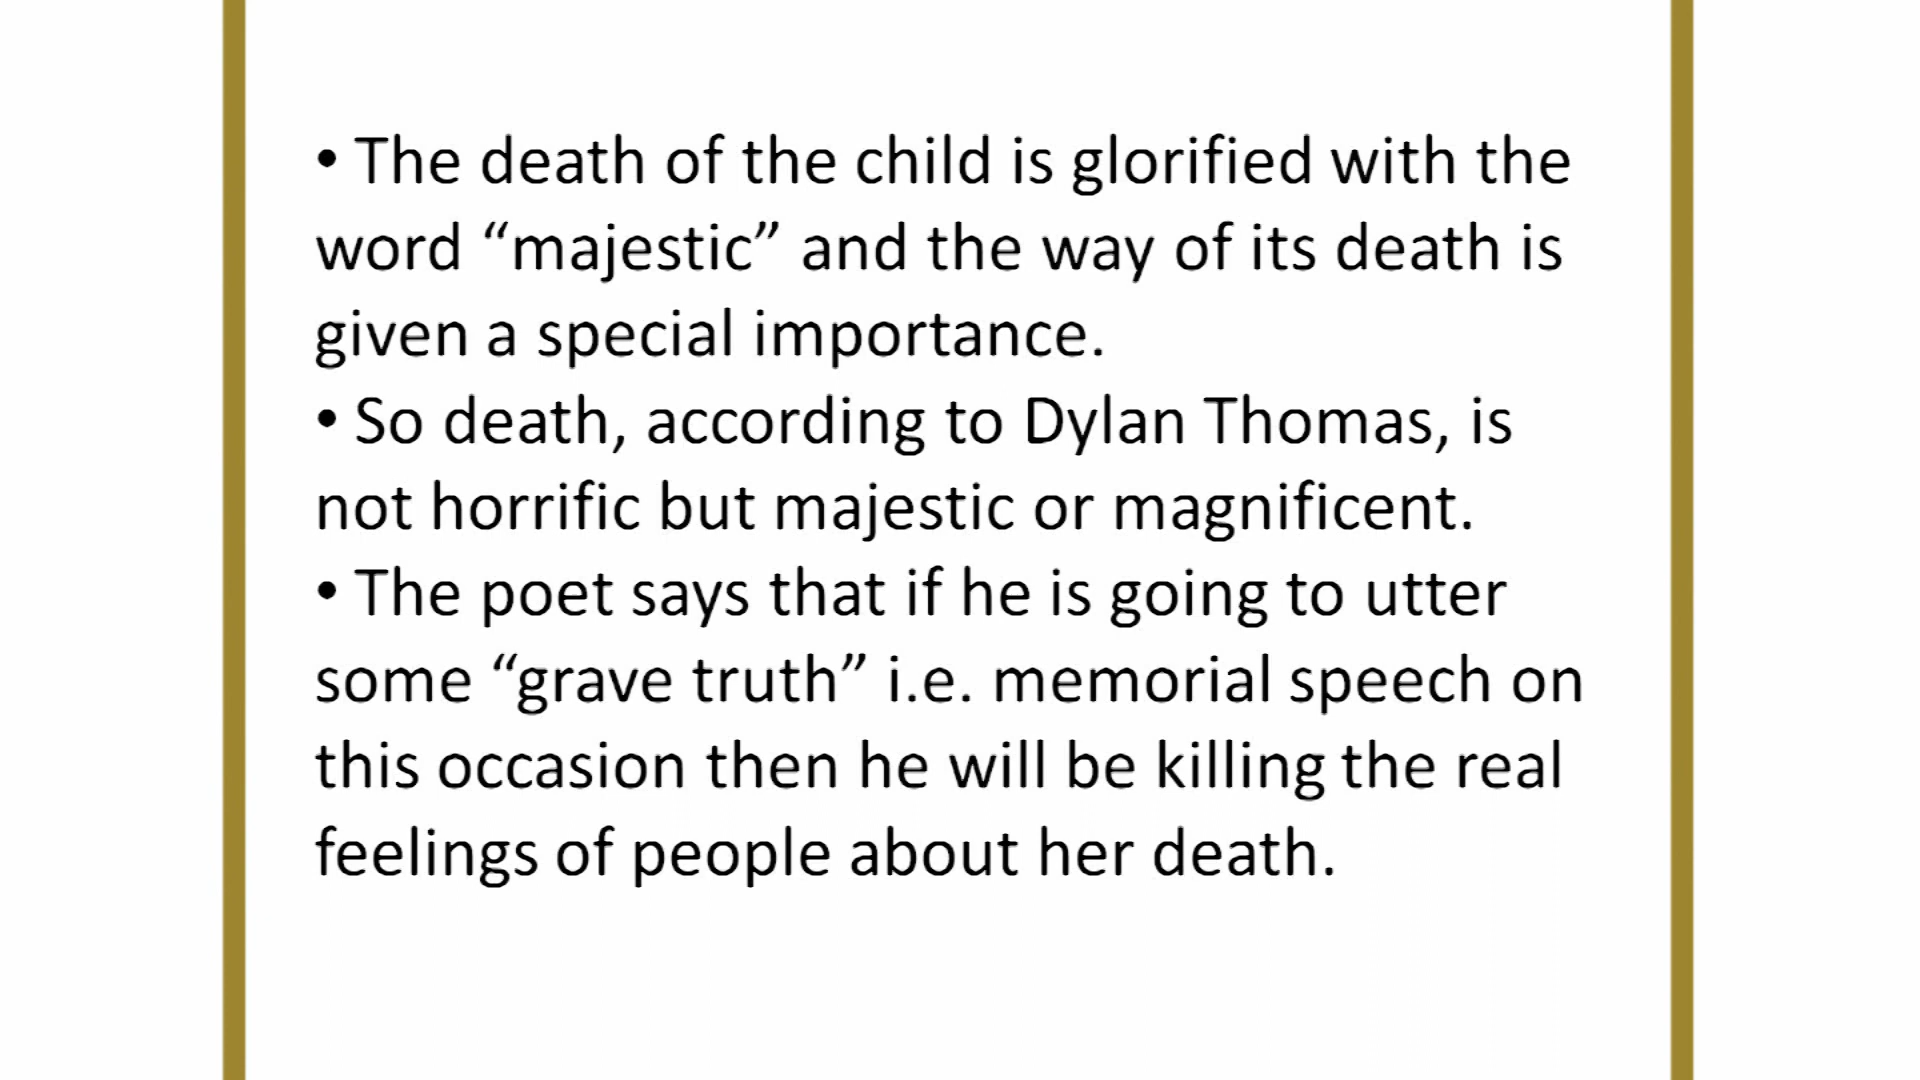 • The death of the child is glorified with the
word “majestic” and the way of its death is
given a special importance.
• So death, according to Dylan Thomas, is
not horrific but majestic or magnificent.
• The poet says that if he is going to utter
some “grave truth” i.e. memorial speech on
this occasion then he will be killing the real
feelings of people about her death.